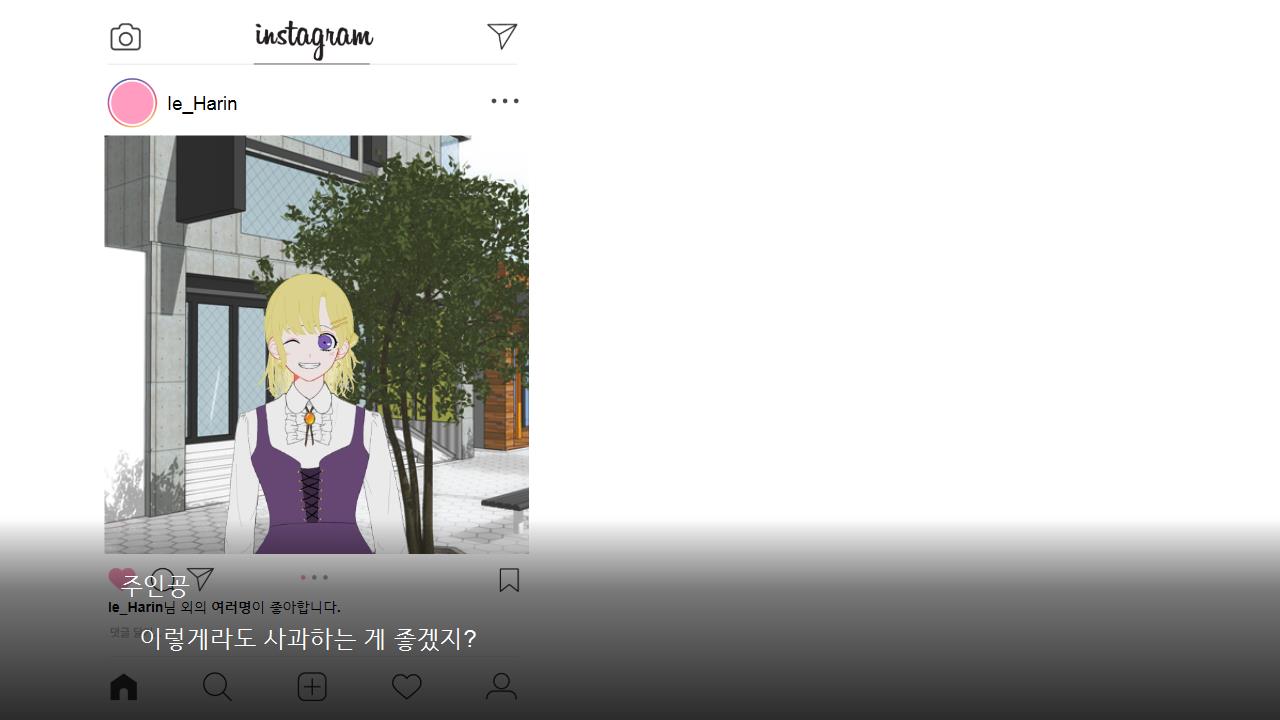 instagram
le_Harin
주인공
le_Harin님 외의 여러명이 좋아합니다.
댓글 달
이렇게라도 사과하는 게 좋겠지?